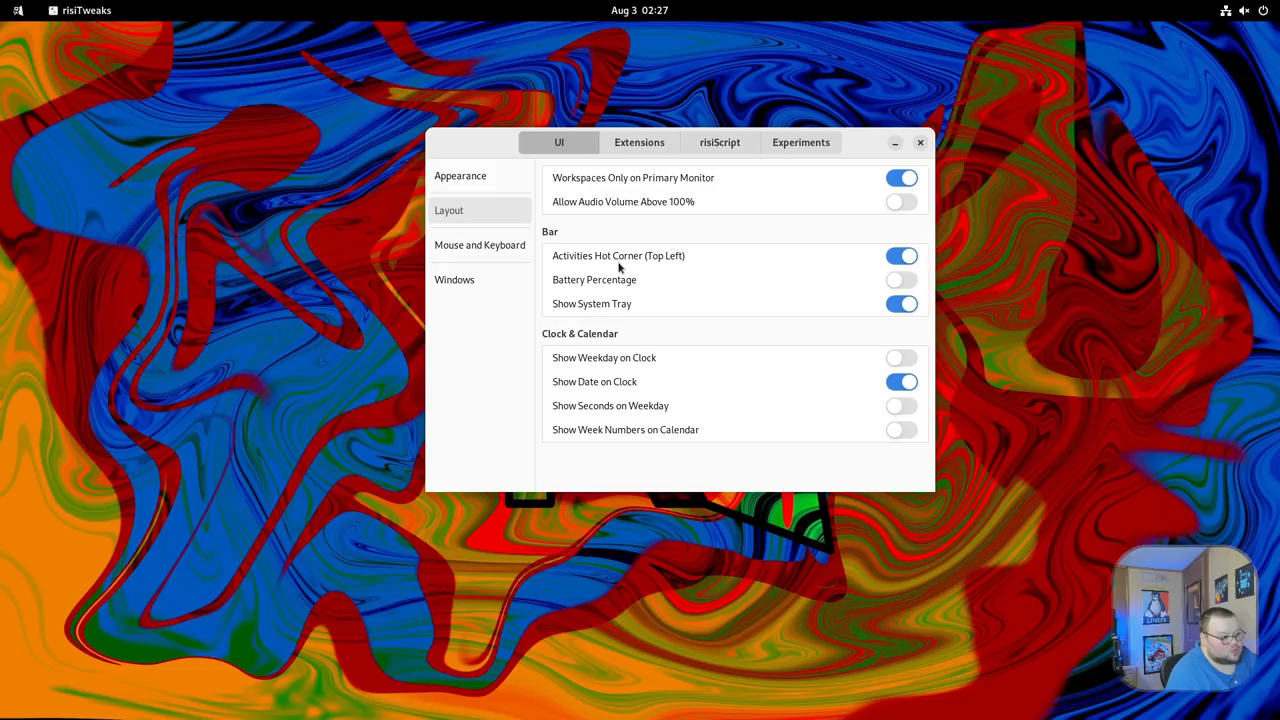 risiTweaks
Aug 3 02:27
UI
Extensions
risiScript
Experiments
Appearance
Layout
Mouse and Keyboard
Windows
Workspaces Only on Primary Monitor
Allow Audio Volume Above 100%
Bar
Activities Hot Corner (Top Left)
Battery Percentage
Show System Tray
Clock & Calendar
Show Weekday on Clock
Show Date on Clock
Show Seconds on Weekday
Show Week Numbers on Calendar
LINUX